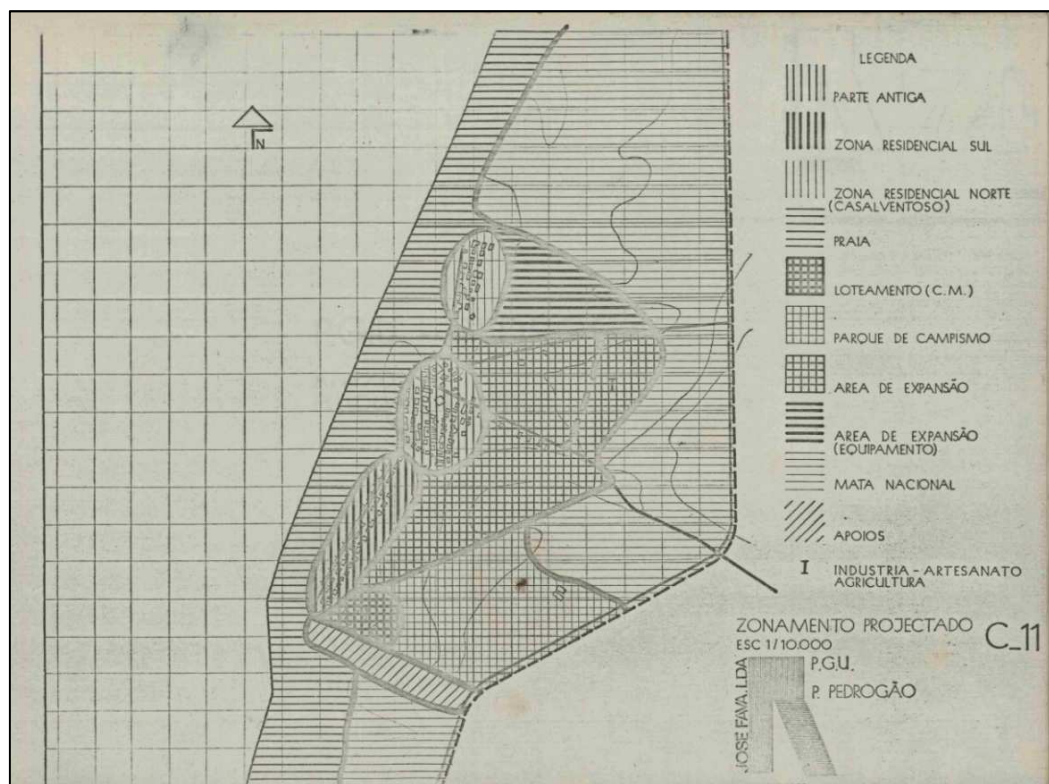 LEGENDA
PARTE ANTIGA
ZONA RESIDENCIAL SUL
ZONA RESIDENCIAL NORTE
(CASALVENTOSO)
PRAIA
LOTEAMENTO (C.M.)
PARQUE DE CAMPISMO
AREA DE EXPANSÃO
AREA DE EXPANSÃO
(EQUIPAMENTO)
MATA NACIONAL
APOIOS
I INDUSTRIA - ARTESANATO
AGRICULTURA
N
ZONAMENTO PROJECTADO C_11
ESC 1/10.000
P.G.U.
P. PEDROGÃO
JOSE FAVA.LDA